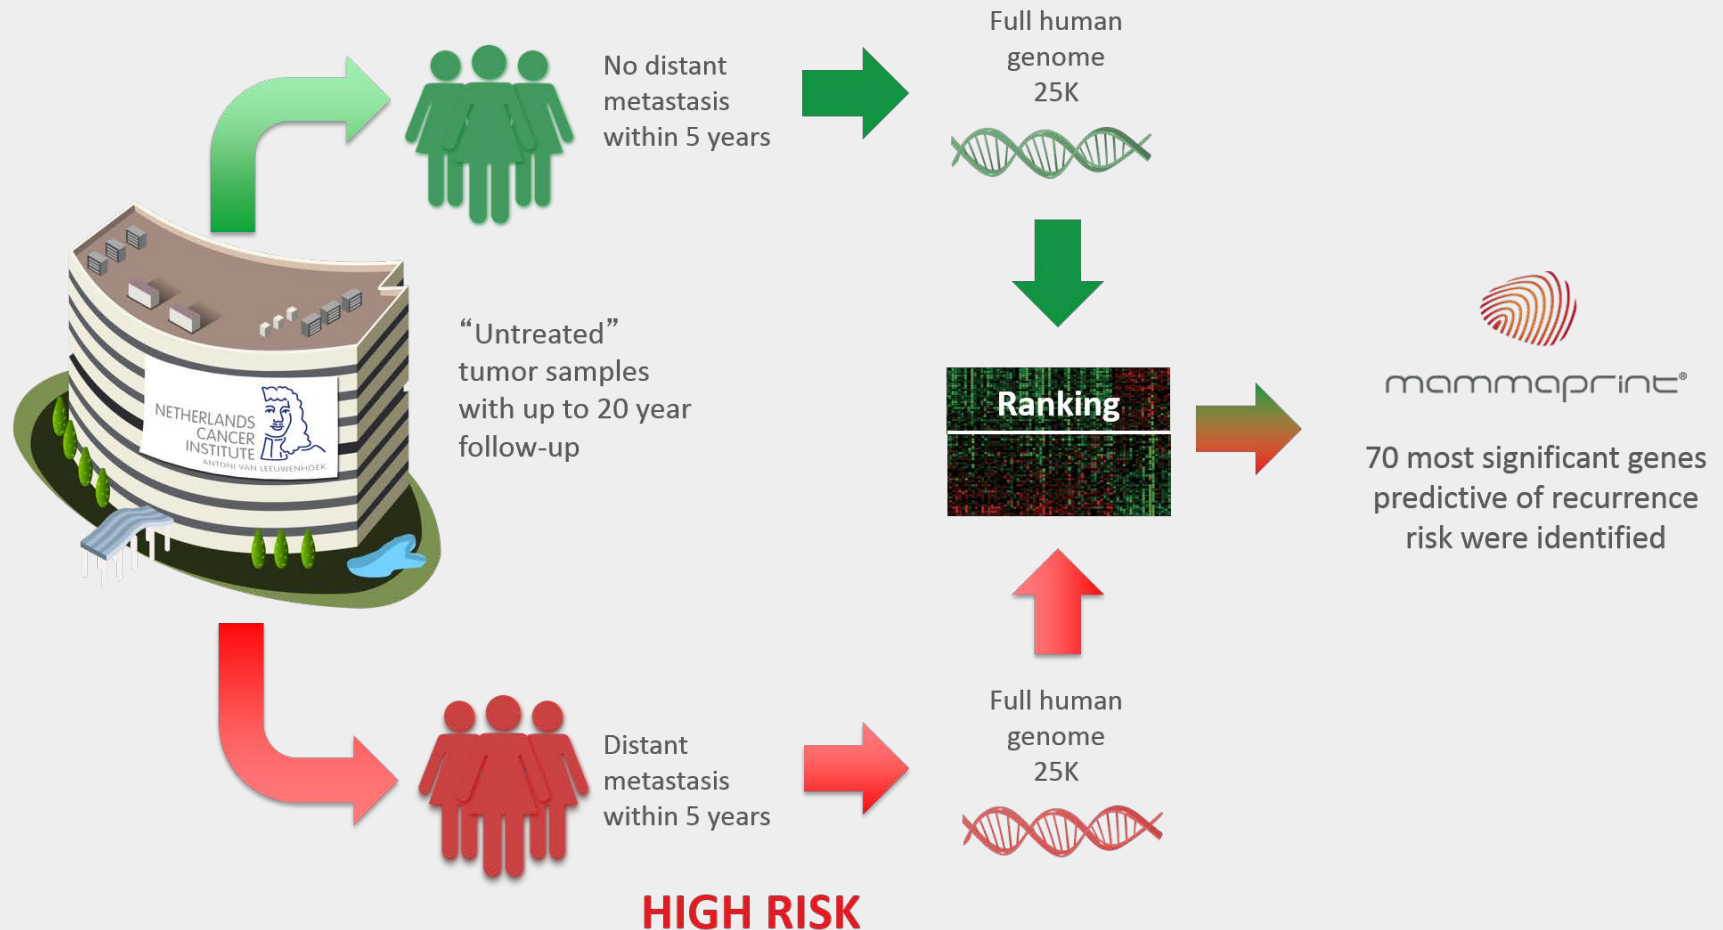 No distant
metastasis
within 5 years
Full human
genome
25K
NETHERLANDS
CANCER
INSTITUTE
ANTONI VAN LEEUWENHOEK
“Untreated”
tumor samples
with up to 20 year
follow-up
Ranking
mammaprint®
70 most significant genes
predictive of recurrence
risk were identified
Distant
metastasis
within 5 years
Full human
genome
25K
HIGH RISK